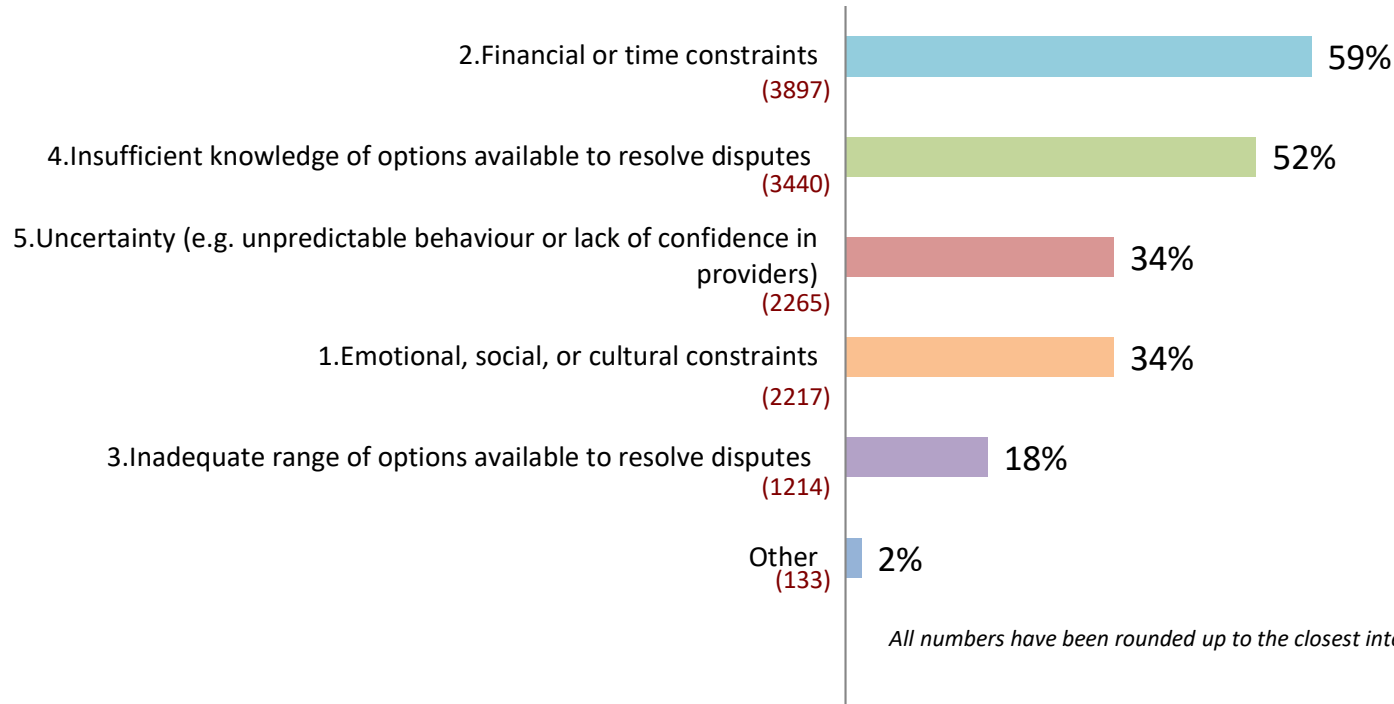 2.Financial or time constraints
(3897)
59%
4.Insufficient knowledge of options available to resolve disputes
(3440)
52%
5.Uncertainty (e.g. unpredictable behaviour or lack of confidence in
providers)
(2265)
34%
1.Emotional, social, or cultural constraints
(2217)
34%
3.Inadequate range of options available to resolve disputes
(1214)
18%
Other
(133)
2%
All numbers have been rounded up to the closest